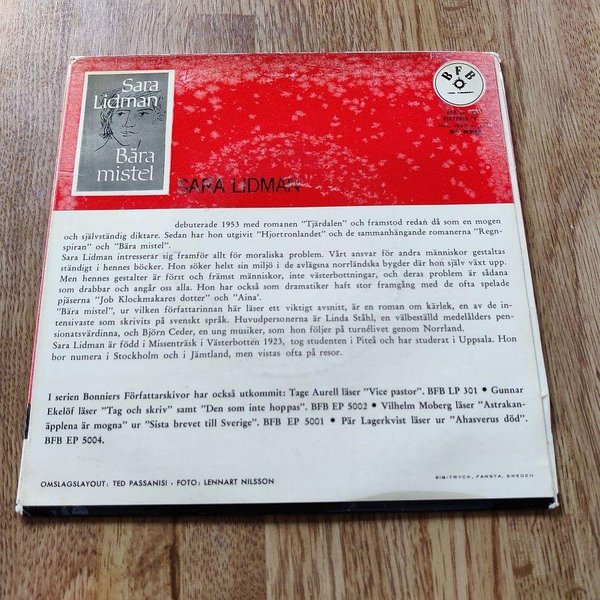 Sara
Lidman
Bära
mistel
BFB
SARA LIDMAN
debuterade 1953 med romanen "Tjärdalen" och framstod redan då som en mogen
och självständig diktare. Sedan har hon utgivit "Hjortronlandet" och de sammanhängande romanerna "Regn-
spiran" och "Bära mistel".
Sara Lidman intresserar sig framför allt för moraliska problem. Vårt ansvar för andra människor gestaltas
ständigt i hennes böcker. Hon söker helst sin miljö i de avlägsna norrländska bygder där hon själv växt upp.
Men hennes gestalter är först och främst människor, inte västerbottningar, och deras problem är sådana
som drabbar och angår oss alla. Hon har också som dramatiker haft stor framgång med de ofta spelade
pjäserna "Job Klockmakares dotter" och "Aina".
"Bära mistel", ur vilken författarinnan här läser ett viktigt avsnitt, är en roman om kärlek, en av de in-
tensivaste som skrivits på svenskt språk. Huvudpersonerna är Linda Ståhl, en välbeställd medelålders pen-
sionatsvärdinna, och Björn Ceder, en ung musiker, som hon följer på turnélivet genom Norrland.
Sara Lidman är född i Missenträsk i Västerbotten 1923, tog studenten i Piteå och har studerat i Uppsala. Hon
bor numera i Stockholm och i Jämtland, men vistas ofta på resor.
I serien Bonniers Författarskivor har också utkommit: Tage Aurell läser "Vice pastor". BFB LP 301 • Gunnar
Ekelöf läser "Tag och skriv" samt "Den som inte hoppas". BFB EP 5002 • Vilhelm Moberg läser "Astrakan-
äpplena är mogna" ur "Sista brevet till Sverige". BFB EP 5001 • Pär Lagerkvist läser ur "Ahasverus död".
BFB EP 5004.
OMSLAGSLAYOUT: TED PASSANISI · FOTO: LENNART NILSSON
SIB-TRYCK, FARSTA, SWEDEN